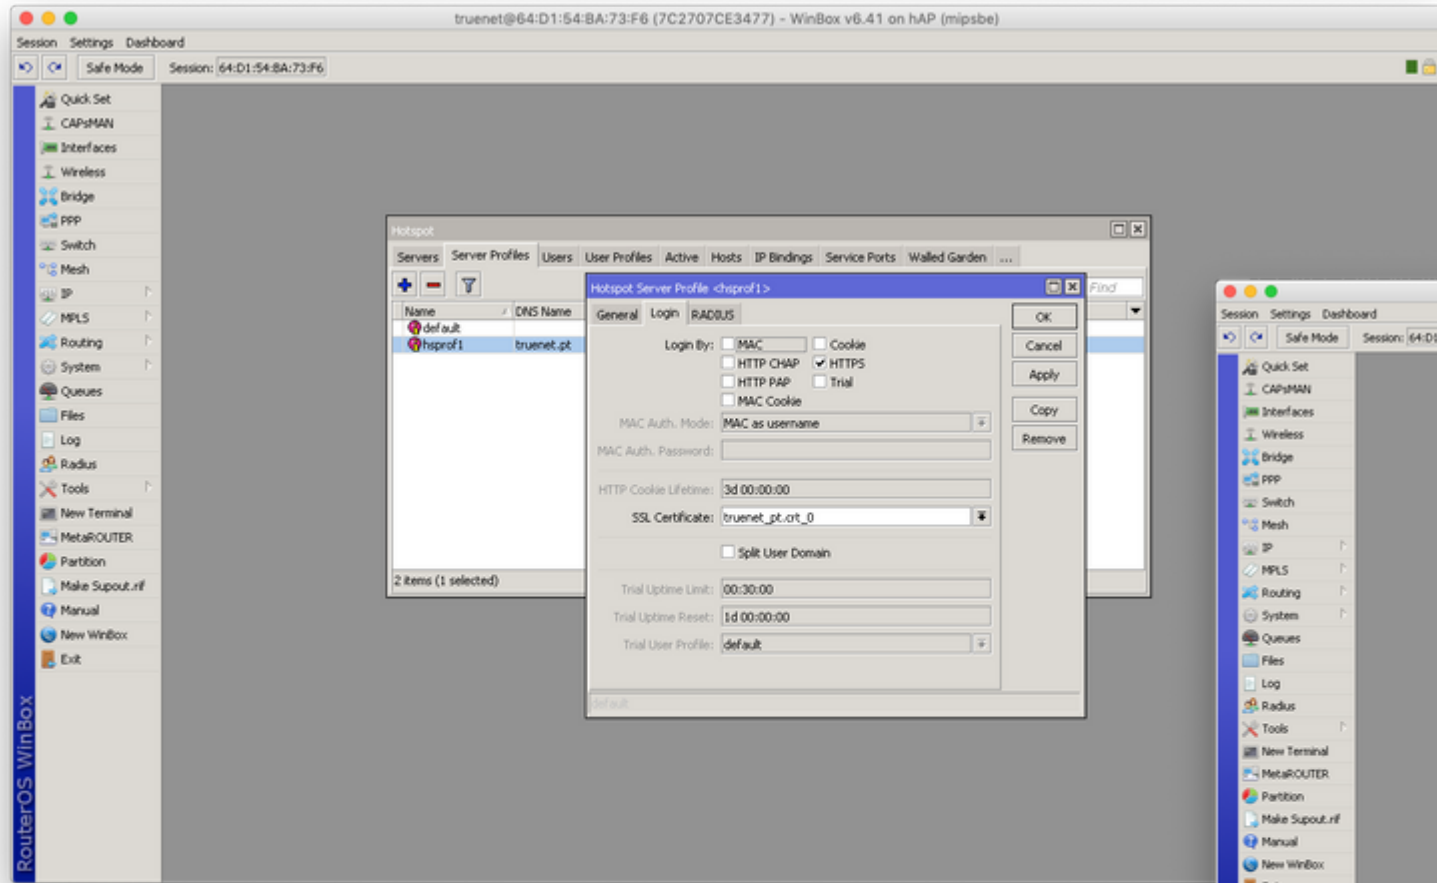 truenet@64:D1:54:BA:73:F6 (7C2707CE3477) - WinBox v6.41 on hAP (mipsbe)
Session Settings Dashboard
Safe Mode Session: 64:D1:54:BA:73:F6
Quick Set
CAPsMAN
Interfaces
Wireless
Bridge
PPP
Switch
Mesh
IP
MPLS
Routing
System
Queues
Files
Log
Radius
Tools
New Terminal
MetaROUTER
Partition
Make Supout.rif
Manual
New WinBox
Exit
RouterOS WinBox
Hotspot
Servers Server Profiles Users User Profiles Active Hosts IP Bindings Service Ports Walled Garden ...
Find
Name DNS Name
default
hsprof1 truenet.pt
2 items (1 selected)
Hotspot Server Profile <hsprof1>
General Login RADIUS
Login By: MAC Cookie
HTTP CHAP HTTPS
HTTP PAP Trial
MAC Cookie
MAC Auth. Mode: MAC as username
MAC Auth. Password:
HTTP Cookie Lifetime: 3d 00:00:00
SSL Certificate: truenet_pt.crt_0
Split User Domain
Trial Uptime Limit: 00:30:00
Trial Uptime Reset: 1d 00:00:00
Trial User Profile: default
default
OK
Cancel
Apply
Copy
Remove
Session Settings Dashboard
Safe Mode Session: 64:D1
Quick Set
CAPsMAN
Interfaces
Wireless
Bridge
PPP
Switch
Mesh
IP
MPLS
Routing
System
Queues
Files
Log
Radius
Tools
New Terminal
MetaROUTER
Partition
Make Supout.rif
Manual
New WinBox